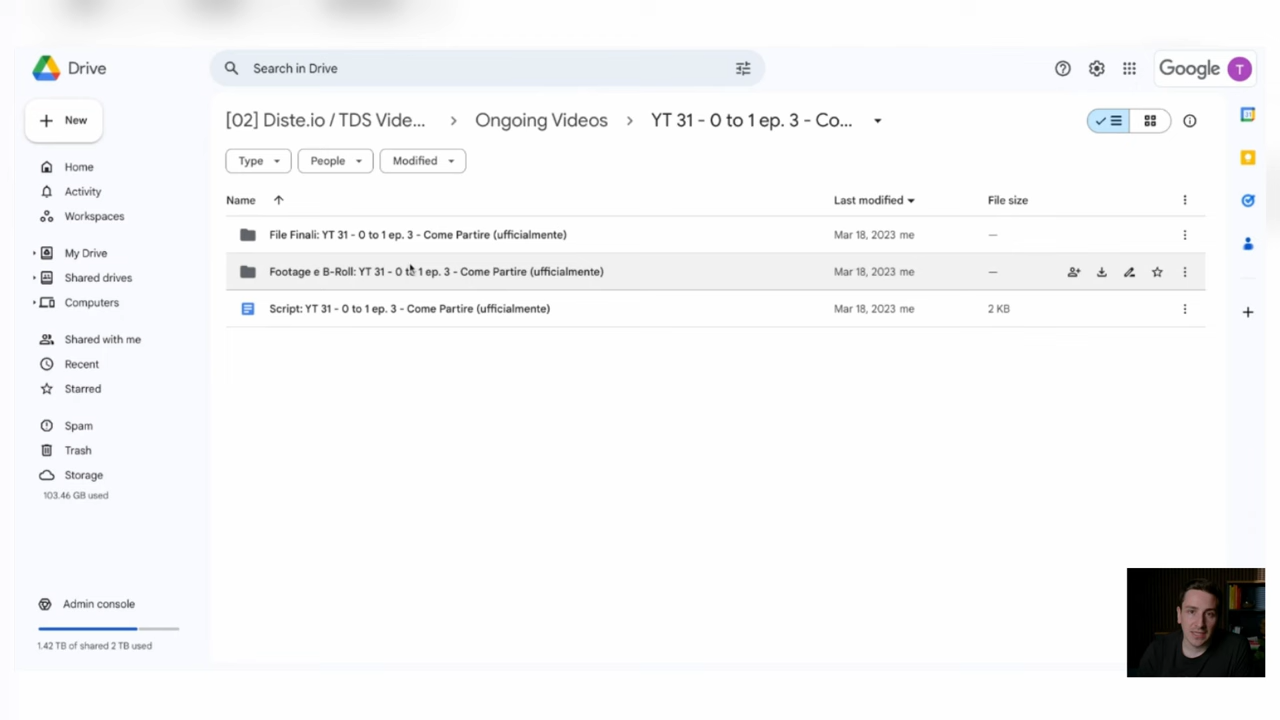 Drive
Search in Drive
Google T
New
[02] Diste.io / TDS Vide... > Ongoing Videos > YT 31 - 0 to 1 ep. 3 - Co...
Type
People
Modified
Home
Activity
Workspaces
My Drive
Shared drives
Computers
Shared with me
Recent
Starred
Spam
Trash
Storage
103.46 GB used
Admin console
1.42 TB of shared 2 TB used
Name Last modified File size
File Finali: YT 31 - 0 to 1 ep. 3 - Come Partire (ufficialmente) Mar 18, 2023 me —
Footage e B-Roll: YT 31 - 0 to 1 ep. 3 - Come Partire (ufficialmente) Mar 18, 2023 me —
Script: YT 31 - 0 to 1 ep. 3 - Come Partire (ufficialmente) Mar 18, 2023 me 2 KB
31